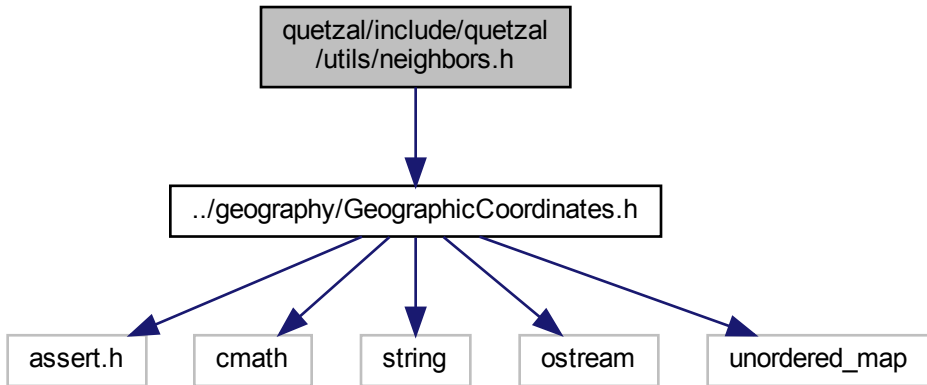 quetzal/include/quetzal
/utils/neighbors.h
../geography/GeographicCoordinates.h
assert.h
cmath
string
ostream
unordered_map